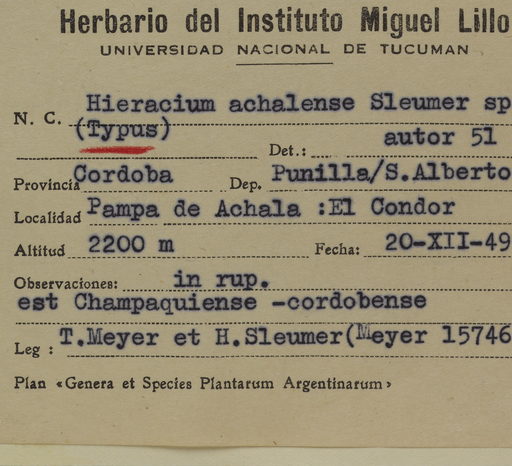 Herbario del Instituto Miguel Lillo
UNIVERSIDAD NACIONAL DE TUCUMAN
N. C. Hieracium achalense Sleumer sp
(Typus)
Det.: autor 51
Provincia Cordoba Dep. Punilla/S.Alberto
Localidad Pampa de Achala :El Condor
Altitud 2200 m Fecha: 20-XII-49
Observaciones: in rup.
est Champaquiense -cordobense
Leg : T.Meyer et H.Sleumer(Meyer 15746
Plan «Genera et Species Plantarum Argentinarum»